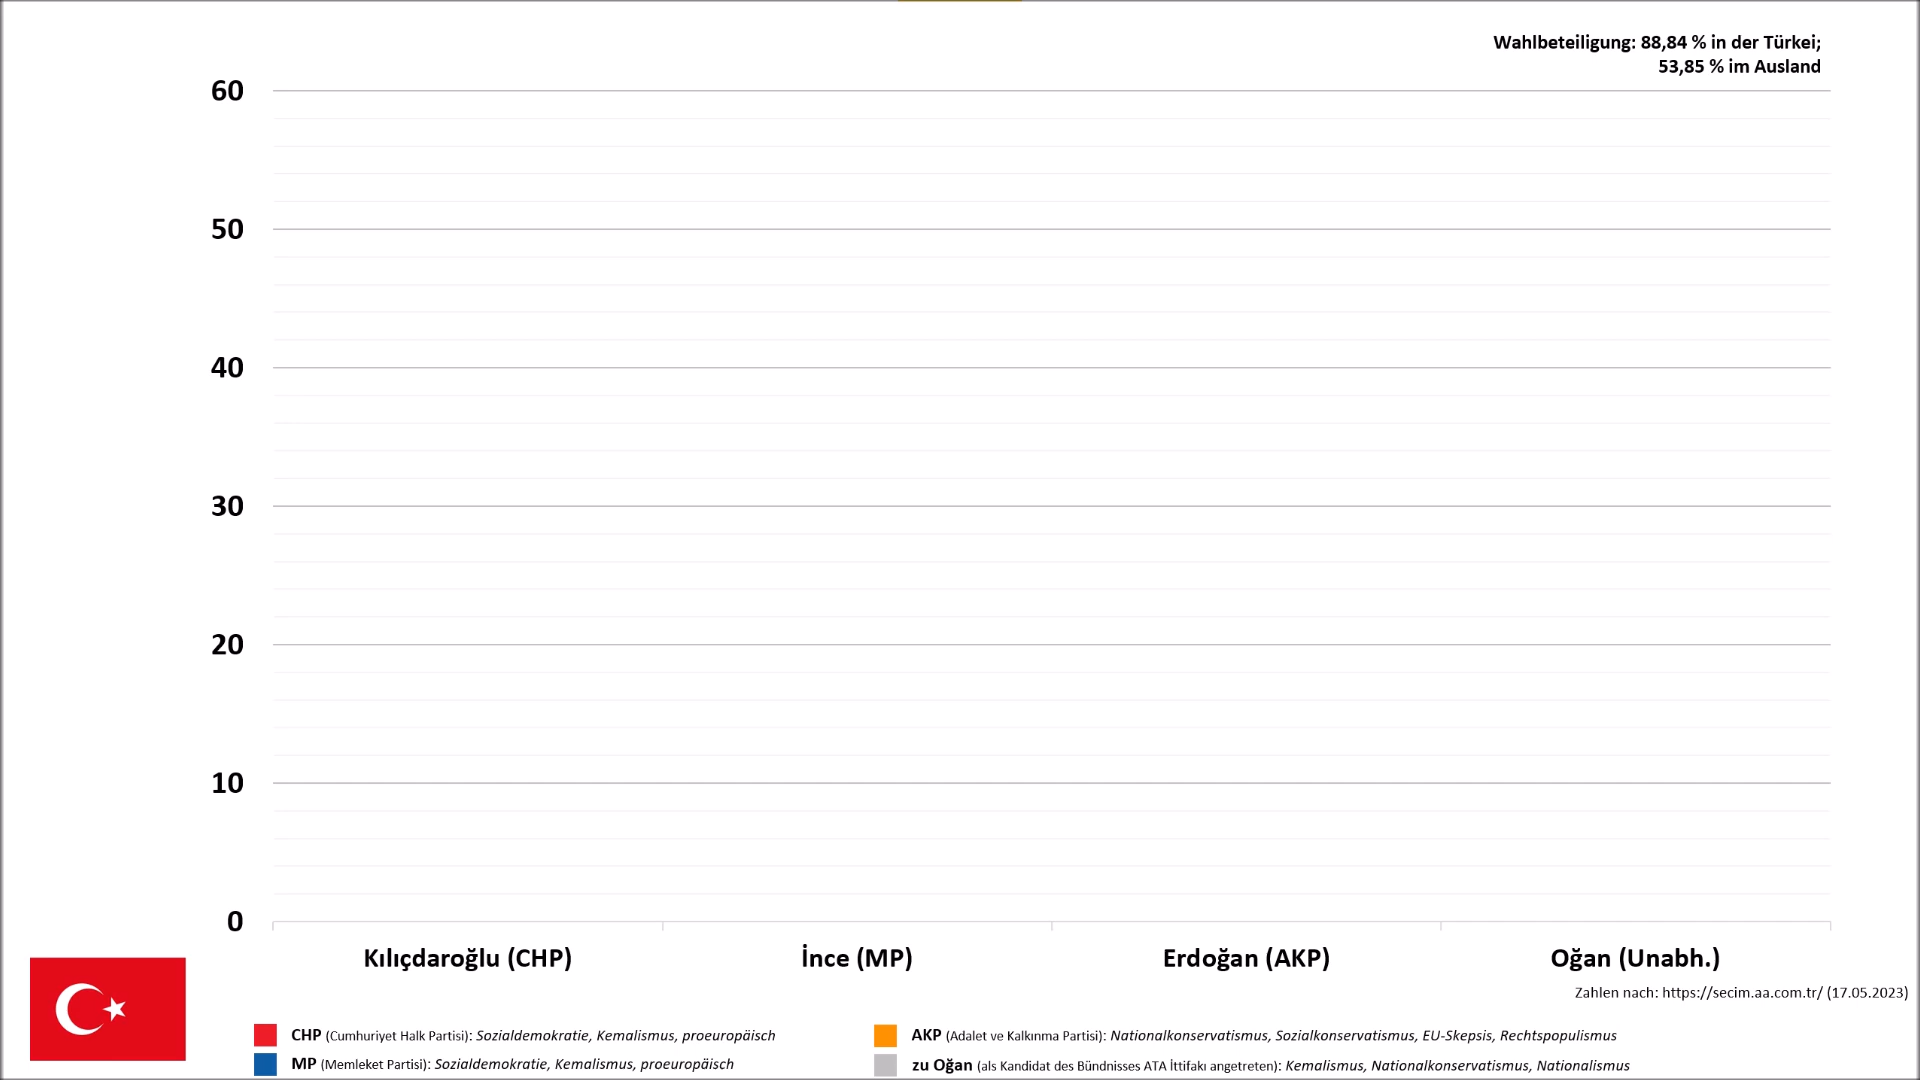 Wahlbeteiligung: 88,84 % in der Türkei;
53,85 % im Ausland
60
50
40
30
20
10
0
Kılıçdaroğlu (CHP)
İnce (MP)
Erdoğan (AKP)
Oğan (Unabh.)
Zahlen nach: https://secim.aa.com.tr/ (17.05.2023)
CHP (Cumhuriyet Halk Partisi): Sozialdemokratie, Kemalismus, proeuropäisch
MP (Memleket Partisi): Sozialdemokratie, Kemalismus, proeuropäisch
AKP (Adalet ve Kalkınma Partisi): Nationalkonservatismus, Sozialkonservatismus, EU-Skepsis, Rechtspopulismus
zu Oğan (als Kandidat des Bündnisses ATA İttifakı angetreten): Kemalismus, Nationalkonservatismus, Nationalismus